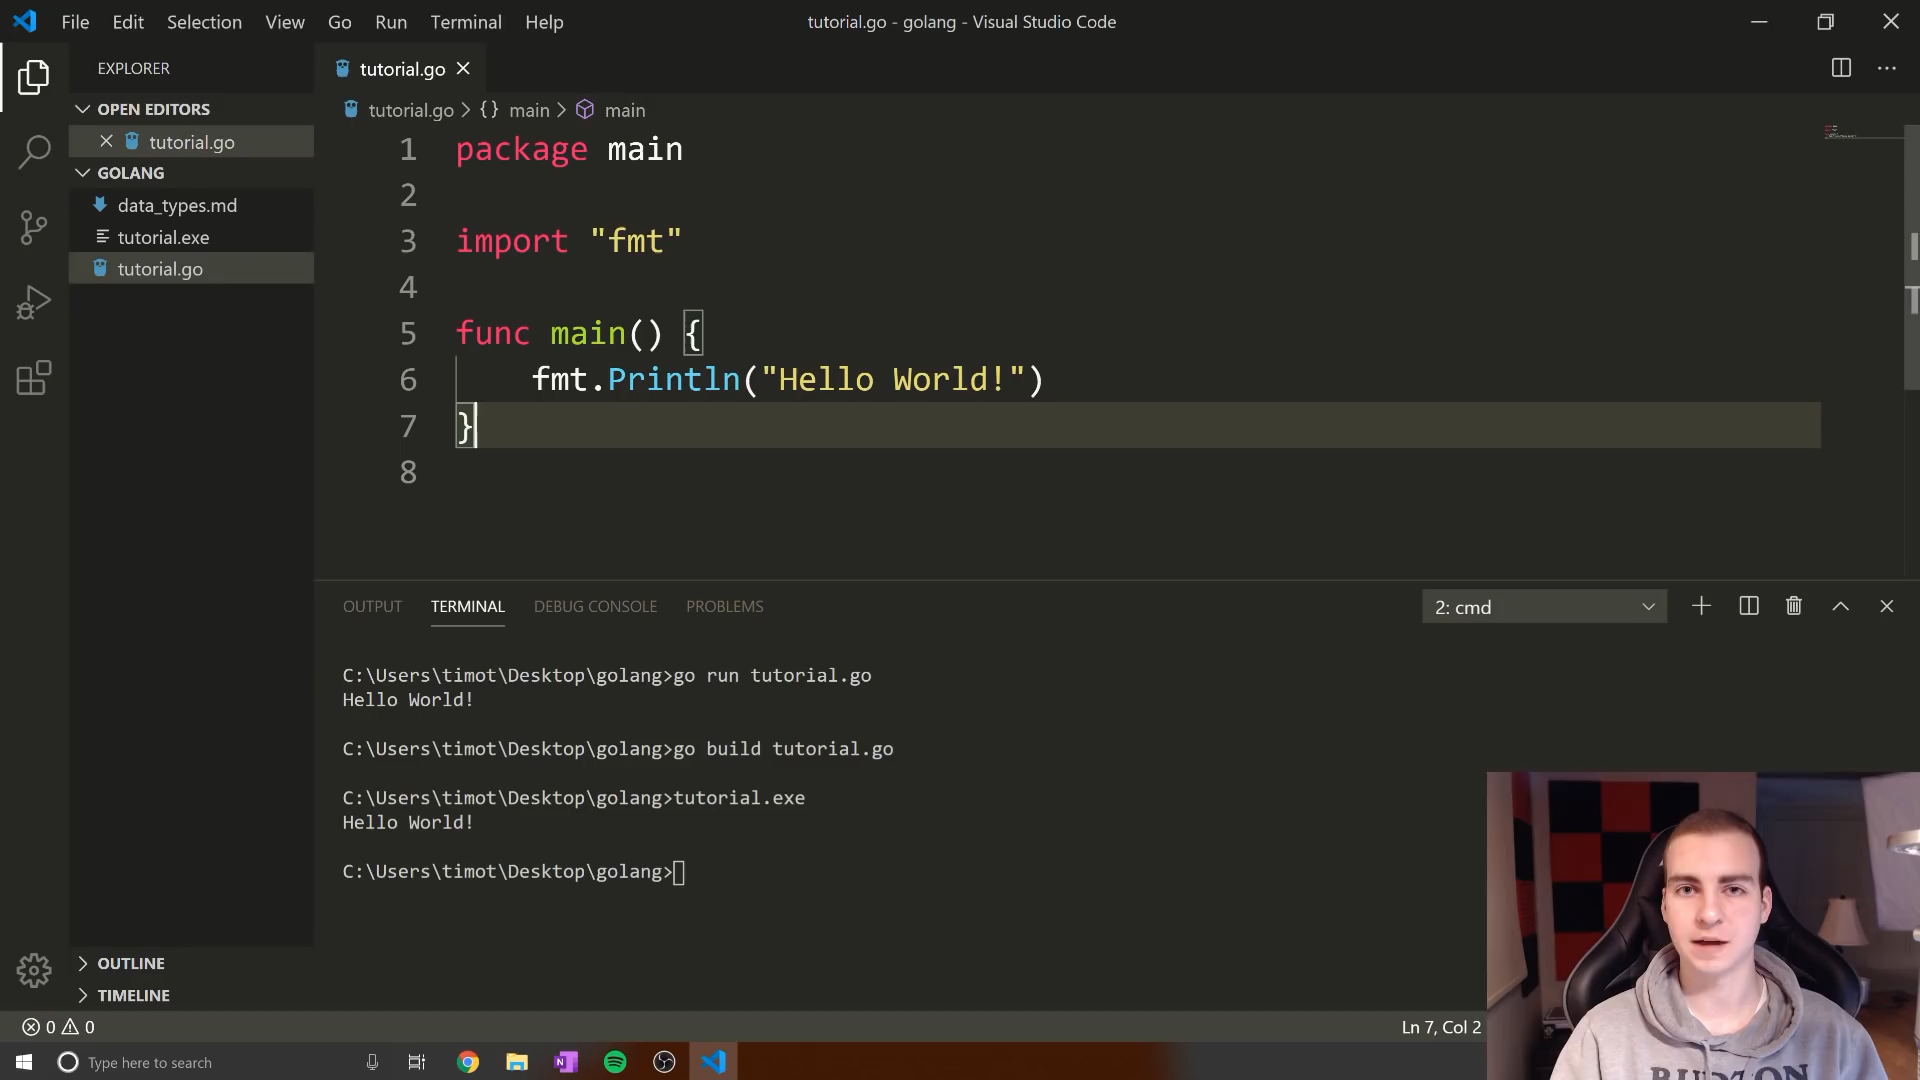 File Edit Selection View Go Run Terminal Help
tutorial.go - golang - Visual Studio Code
EXPLORER
OPEN EDITORS
tutorial.go
GOLANG
data_types.md
tutorial.exe
tutorial.go
OUTLINE
TIMELINE
tutorial.go
tutorial.go > {} main > main
1 package main
2
3 import "fmt"
4
5 func main() {
6 fmt.Println("Hello World!")
7 }
8
OUTPUT TERMINAL DEBUG CONSOLE PROBLEMS
2: cmd
C:\Users\timot\Desktop\golang>go run tutorial.go
Hello World!
C:\Users\timot\Desktop\golang>go build tutorial.go
C:\Users\timot\Desktop\golang>tutorial.exe
Hello World!
C:\Users\timot\Desktop\golang>
0 0
Ln 7, Col 2
Type here to search